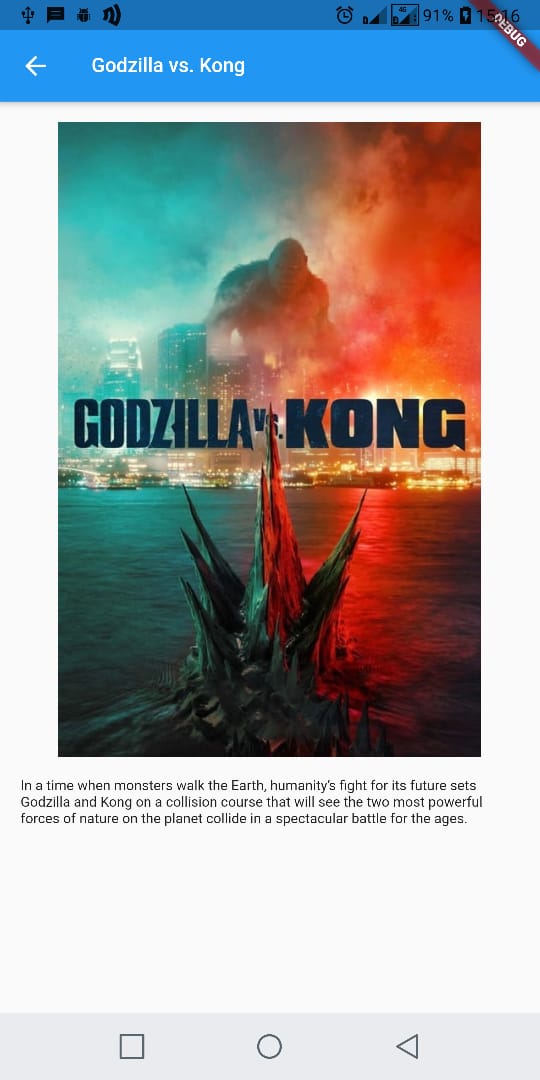 91% 15:16
DEBUG
Godzilla vs. Kong
GODZILLA VS. KONG
In a time when monsters walk the Earth, humanity's fight for its future sets
Godzilla and Kong on a collision course that will see the two most powerful
forces of nature on the planet collide in a spectacular battle for the ages.